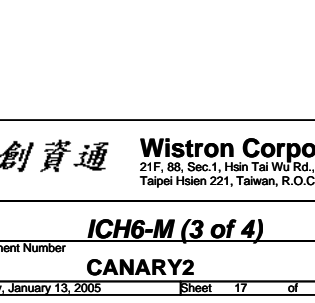 創資通
Wistron Corpo
21F, 88, Sec.1, Hsin Tai Wu Rd.,
Taipei Hsien 221, Taiwan, R.O.C
ICH6-M (3 of 4)
ment Number
CANARY2
, January 13, 2005
Sheet 17 of